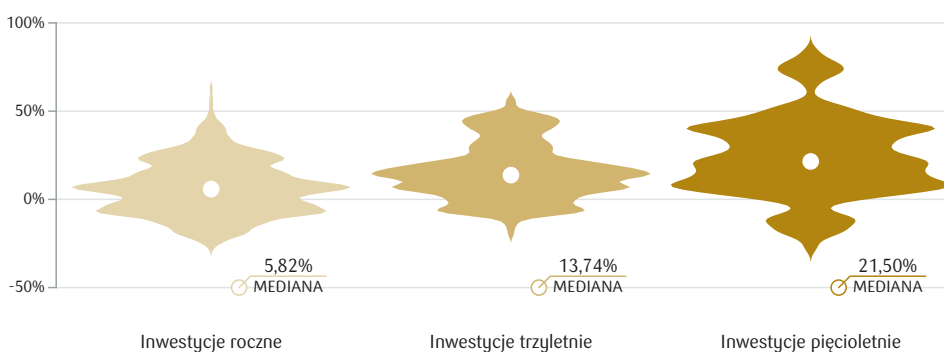 100%
50%
0%
-50%
5,82%
MEDIANA
13,74%
MEDIANA
21,50%
MEDIANA
Inwestycje roczne
Inwestycje trzyletnie
Inwestycje pięcioletnie